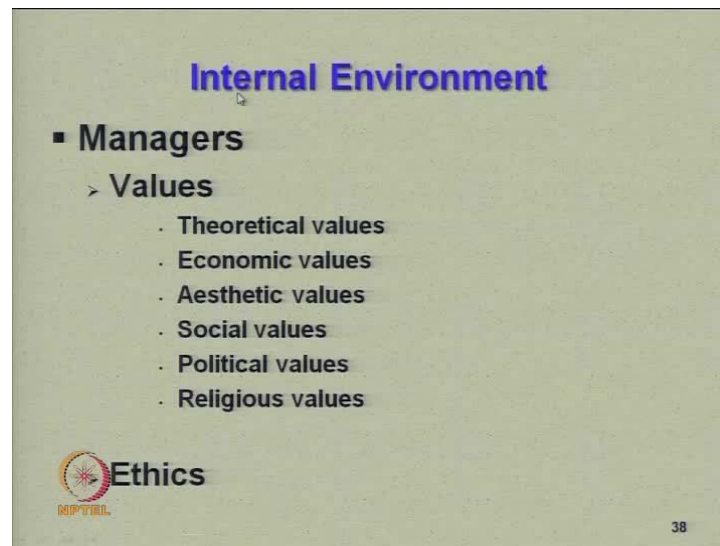 Internal Environment
▪ Managers
➢ Values
· Theoretical values
· Economic values
· Aesthetic values
· Social values
· Political values
· Religious values
➢ Ethics
NPTEL
38